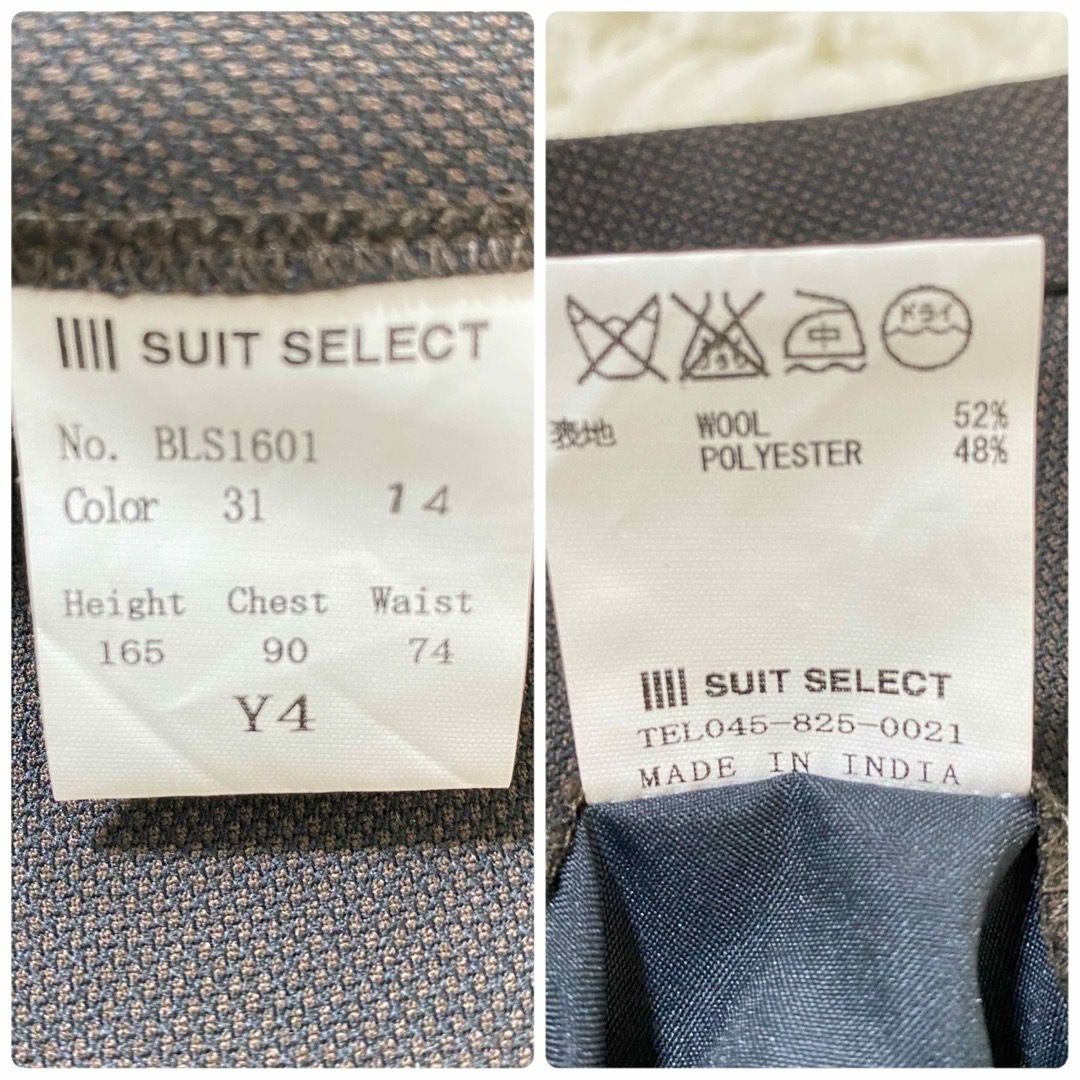 SUIT SELECT
No. BLS1601
Color 31 14
Height Chest Waist
165 90 74
Y4
中 ドライ
表地 WOOL 52%
POLYESTER 48%
SUIT SELECT
TEL045-825-0021
MADE IN INDIA